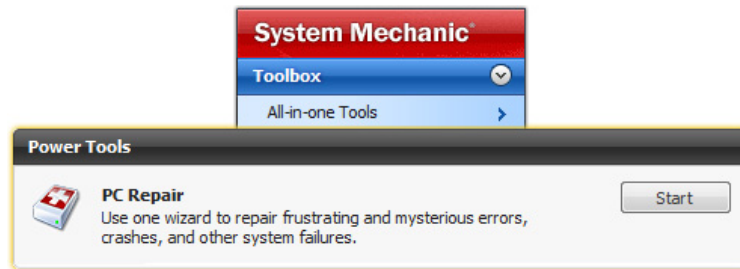 System Mechanic®
Toolbox
All-in-one Tools
Power Tools
PC Repair
Start
Use one wizard to repair frustrating and mysterious errors,
crashes, and other system failures.